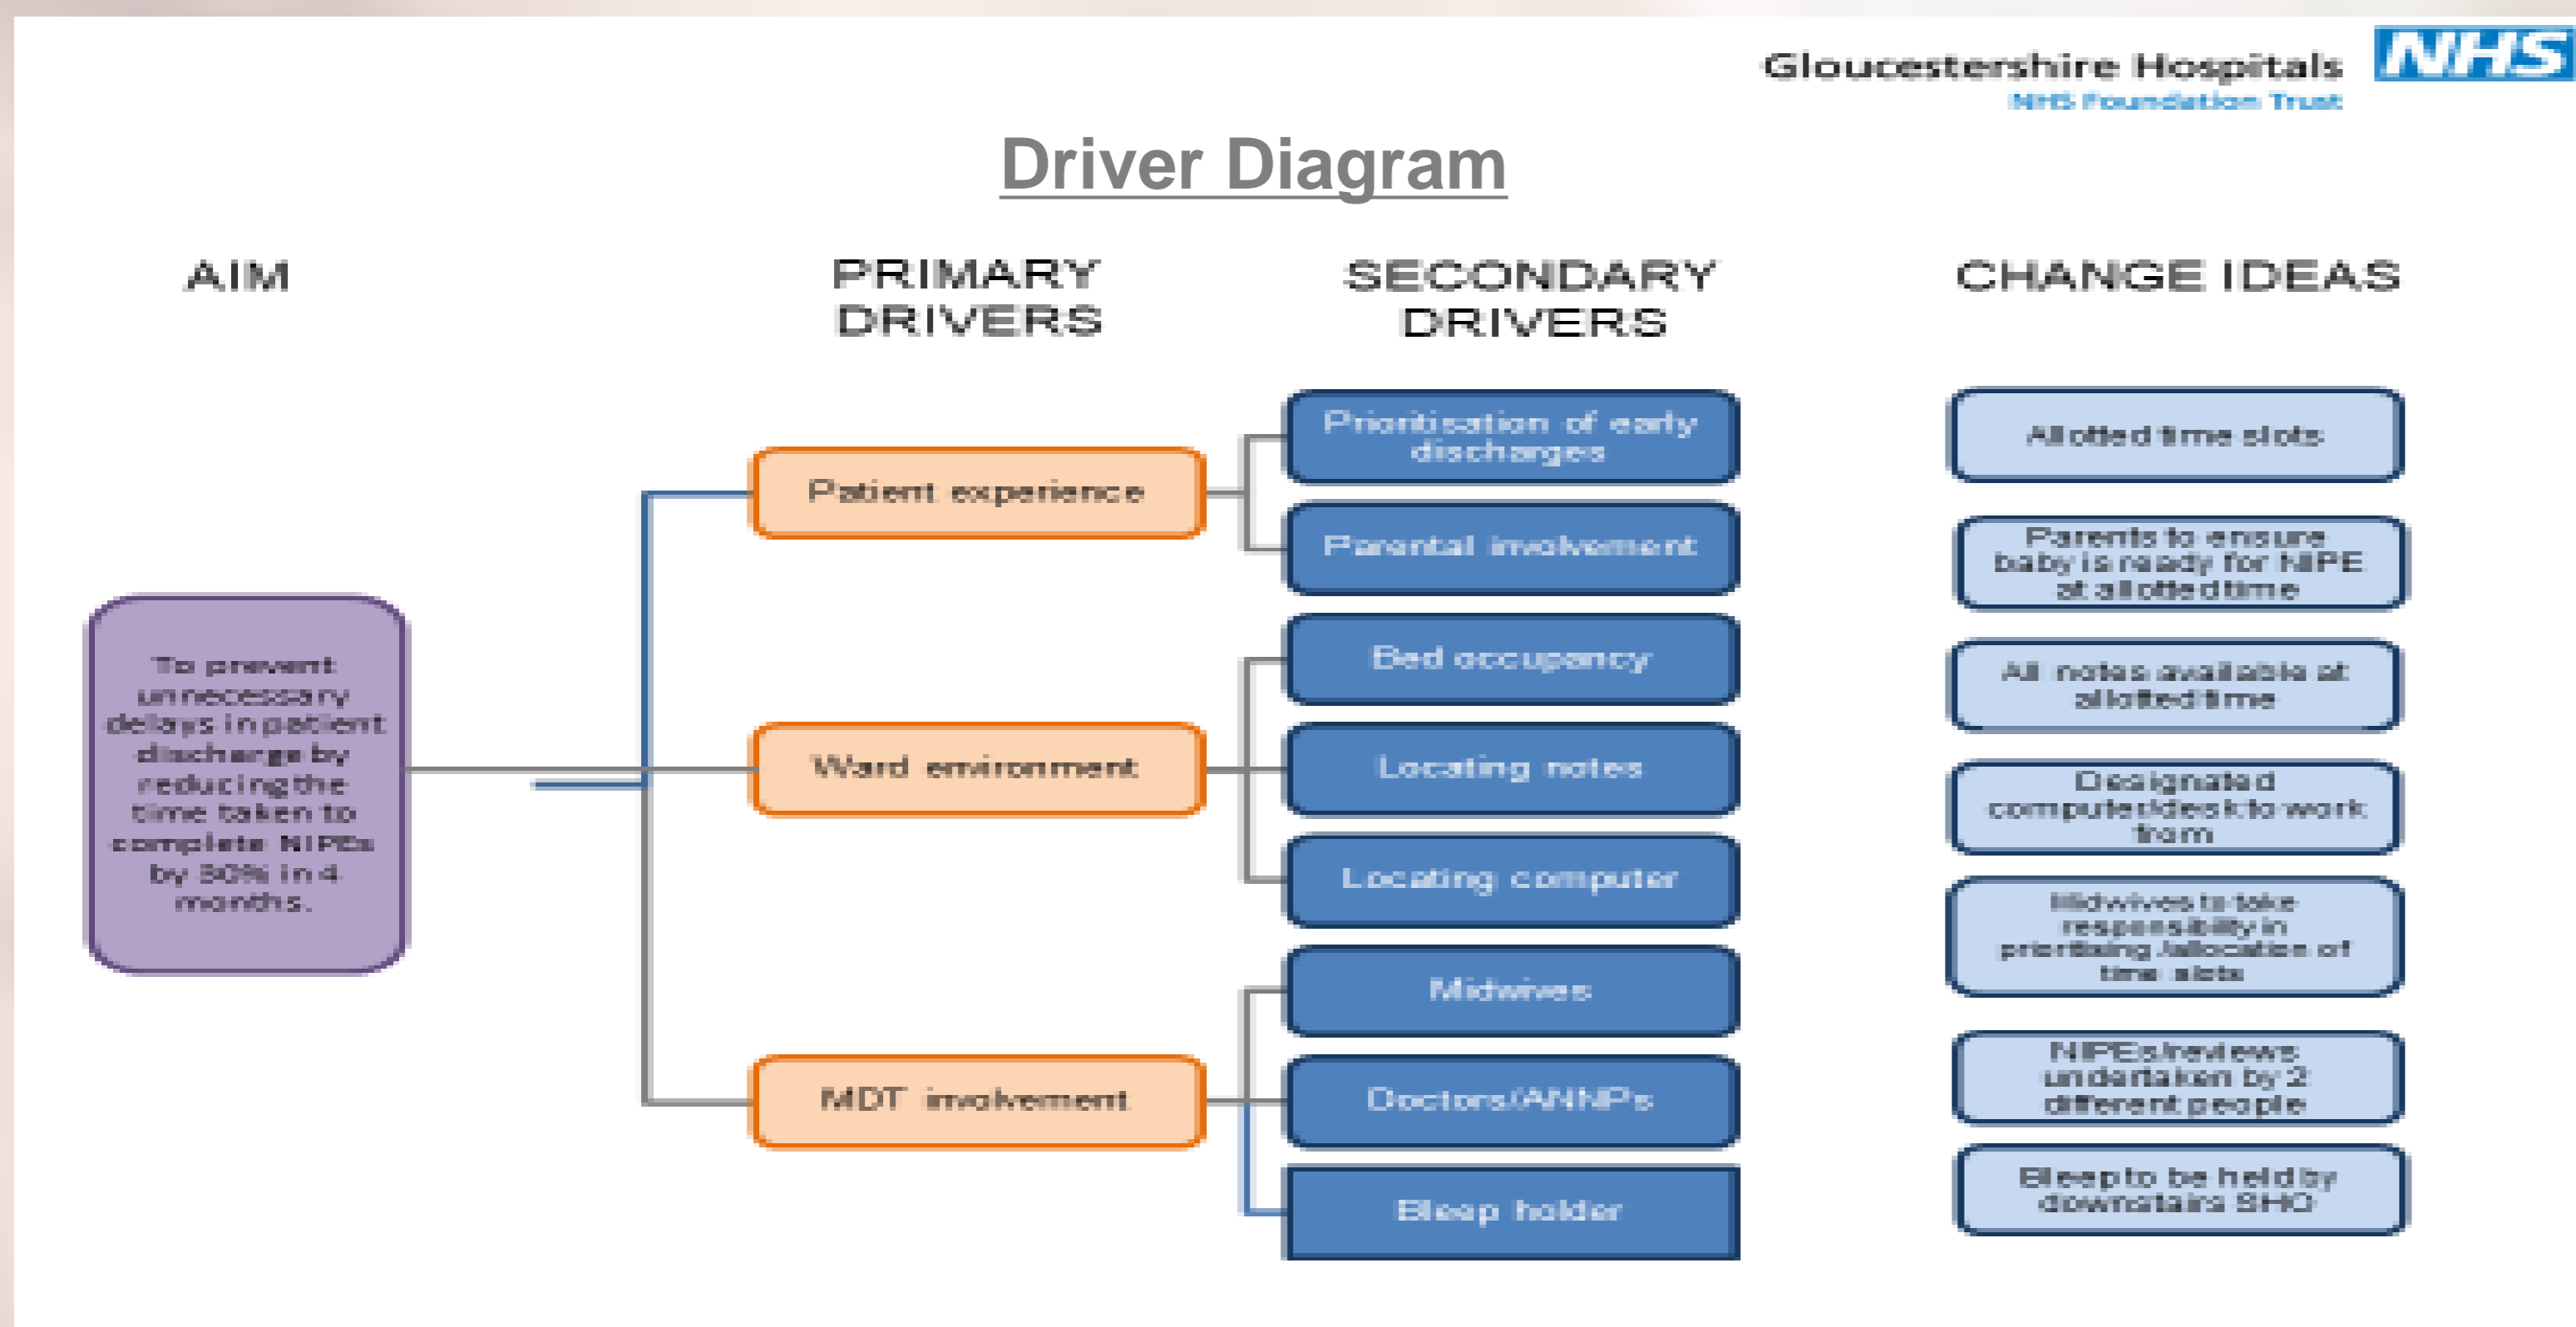 Gloucestershire Hospitals
NHS
NHS Foundation Trust
Driver Diagram
AIM
PRIMARY
DRIVERS
SECONDARY
DRIVERS
CHANGE IDEAS
To prevent
unnecessary
delays in patient
discharge by
reducing the
time taken to
complete NIPEs
by 30% in 4
months.
Patient experience
Ward environment
MDT involvement
Prioritisation of early
discharges
Parental involvement
Bed occupancy
Locating notes
Locating computer
Midwives
Doctors/ANNPs
Bleep holder
Allotted time slots
Parents to ensure
baby is ready for NIPE
at allotted time
All notes available at
allotted time
Designated
computer/desk to work
from
Midwives to take
responsibility in
prioritising /allocation of
time slots
NIPEs/reviews
undertaken by 2
different people
Bleep to be held by
downstairs SHO